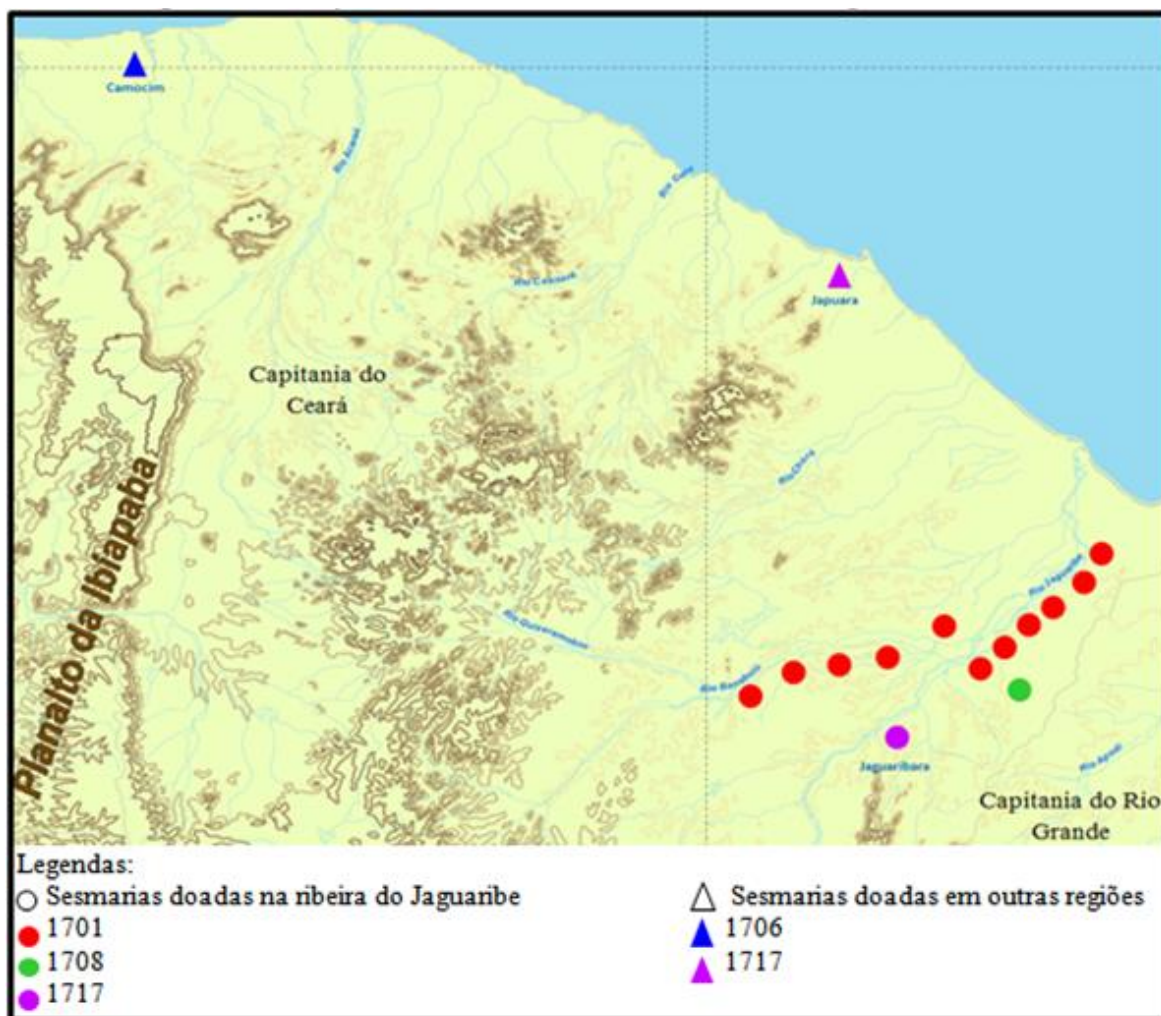 Camocim
Rio Acaraú
Rio Curu
Japuara
Capitania do
Ceará
Rio Choró
Planalto da Ibiapaba
Rio Jaguaribe
Rio Quixeramobim
Rio Banabuiú
Jaguaribara
Rio Apodi
Capitania do Rio
Grande
Legendas:
Sesmarias doadas na ribeira do Jaguaribe
1701
1708
1717
Sesmarias doadas em outras regiões
1706
1717